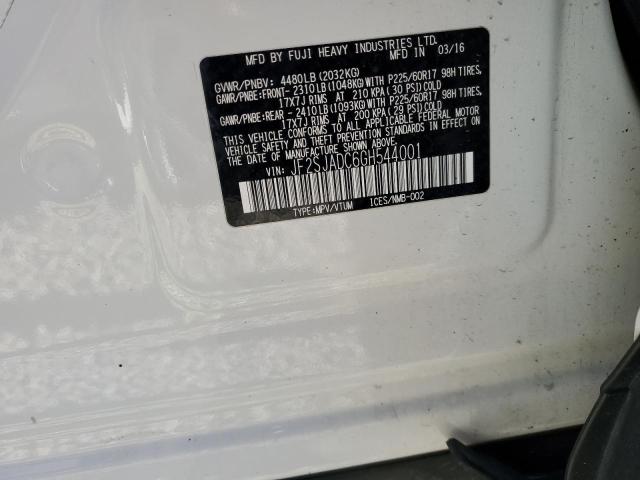 MFD BY FUJI HEAVY INDUSTRIES LTD.
MFD IN 03/16
GVWR/PNBV: 4480LB(2032KG)
GAWR/PNBE:FRONT- 2310LB(1048KG)WITH P225/60R17 98H TIRES.
17X7J RIMS AT 210 KPA(30 PSI)COLD
GAWR/PNBE:REAR - 2410LB(1093KG)WITH P225/60R17 98H TIRES.
17X7J RIMS AT 200 KPA(29 PSI)COLD
THIS VEHICLE CONFORMS TO ALL APPLICABLE FEDERAL MOTOR
VEHICLE SAFETY AND THEFT PREVENTION STANDARDS IN EFFECT ON
THE DATE OF MANUFACTURE SHOWN ABOVE.
VIN: JF2SJADC6GH544001
TYPE:MPV/VTUM ICES/NMB-002